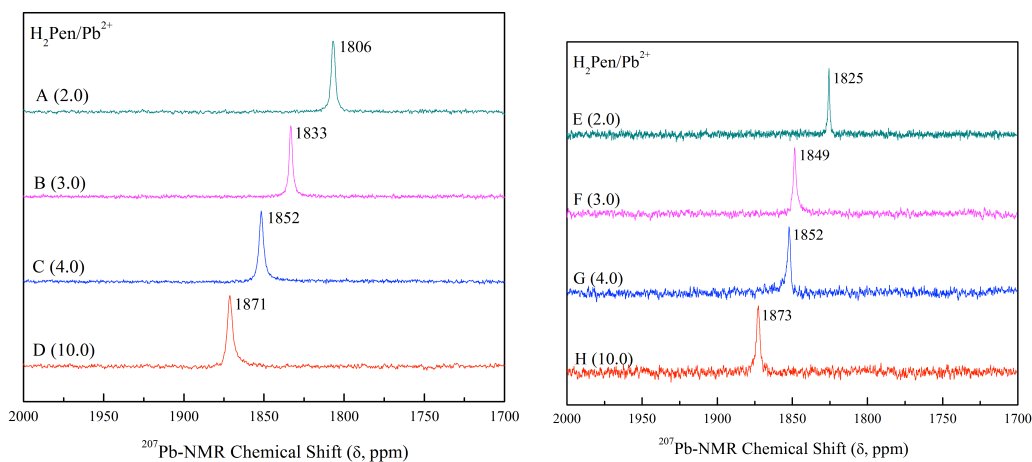 H₂Pen/Pb²⁺
1806
A (2.0)
1833
B (3.0)
1852
C (4.0)
1871
D (10.0)
2000 1950 1900 1850 1800 1750 1700
²⁰⁷Pb-NMR Chemical Shift (δ, ppm)
H₂Pen/Pb²⁺
1825
E (2.0)
1849
F (3.0)
1852
G (4.0)
1873
H (10.0)
2000 1950 1900 1850 1800 1750 1700
²⁰⁷Pb-NMR Chemical Shift (δ, ppm)